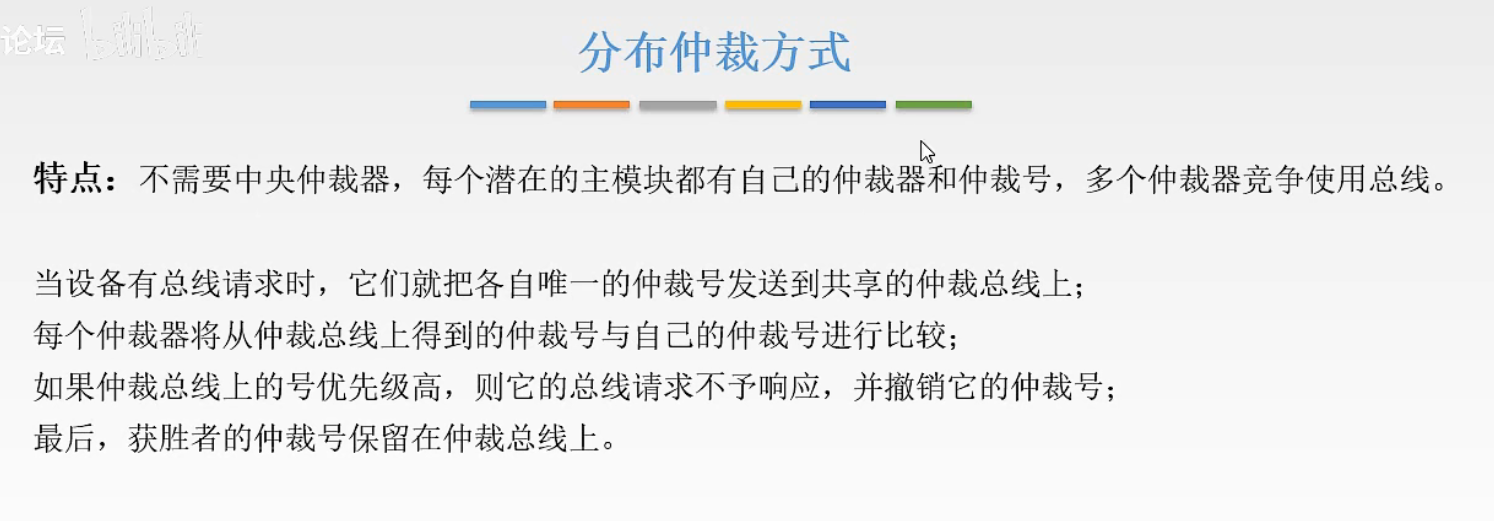 论坛 bilibili
分布仲裁方式
特点：不需要中央仲裁器，每个潜在的主模块都有自己的仲裁器和仲裁号，多个仲裁器竞争使用总线。
当设备有总线请求时，它们就把各自唯一的仲裁号发送到共享的仲裁总线上；
每个仲裁器将从仲裁总线上得到的仲裁号与自己的仲裁号进行比较；
如果仲裁总线上的号优先级高，则它的总线请求不予响应，并撤销它的仲裁号；
最后，获胜者的仲裁号保留在仲裁总线上。